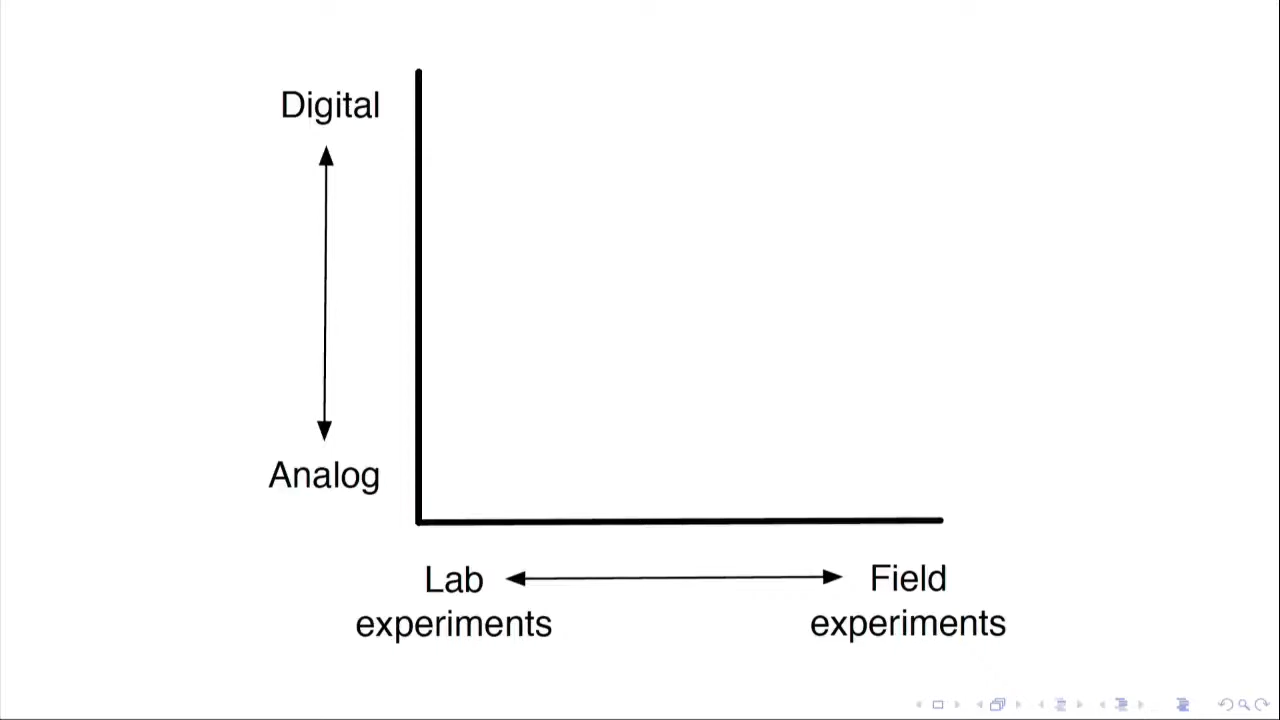 Digital
Analog
Lab
experiments
Field
experiments